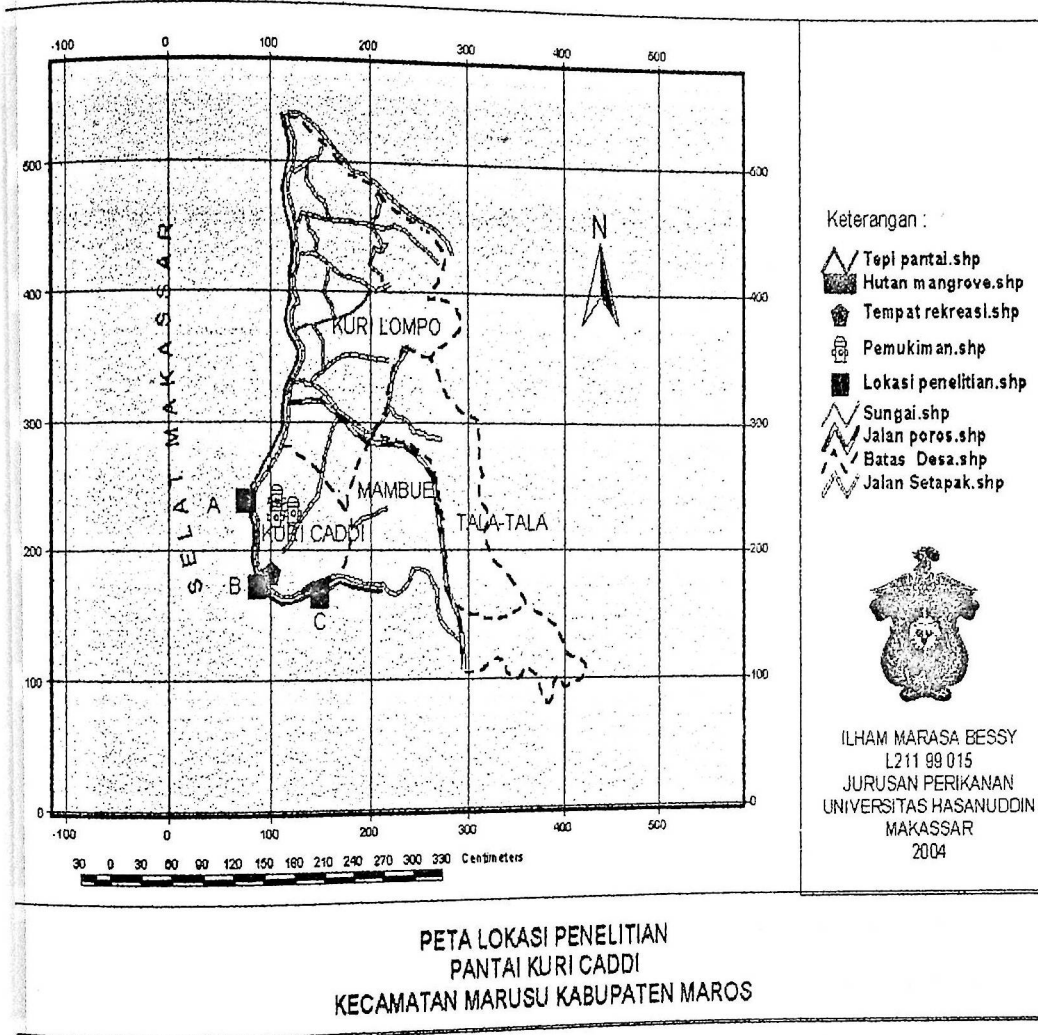 -100 0 100 200 300 400 500 600
500 500
400 400
300 300
200 200
100 100
0 0
-100 0 100 200 300 400 500 600
SELAT MAKASSAR
KURI LOMPO
MAMBUE
TALA-TALA
KURI CADDI
A
B
C
N
30 0 30 60 90 120 150 180 210 240 270 300 330 Centimeters
Keterangan :
Tepi pantai.shp
Hutan mangrove.shp
Tempat rekreasi.shp
Pemukiman.shp
Lokasi penelitian.shp
Sungai.shp
Jalan poros.shp
Batas Desa.shp
Jalan Setapak.shp
ILHAM MARASA BESSY
L211 99 015
JURUSAN PERIKANAN
UNIVERSITAS HASANUDDIN
MAKASSAR
2004
PETA LOKASI PENELITIAN
PANTAI KURI CADDI
KECAMATAN MARUSU KABUPATEN MAROS